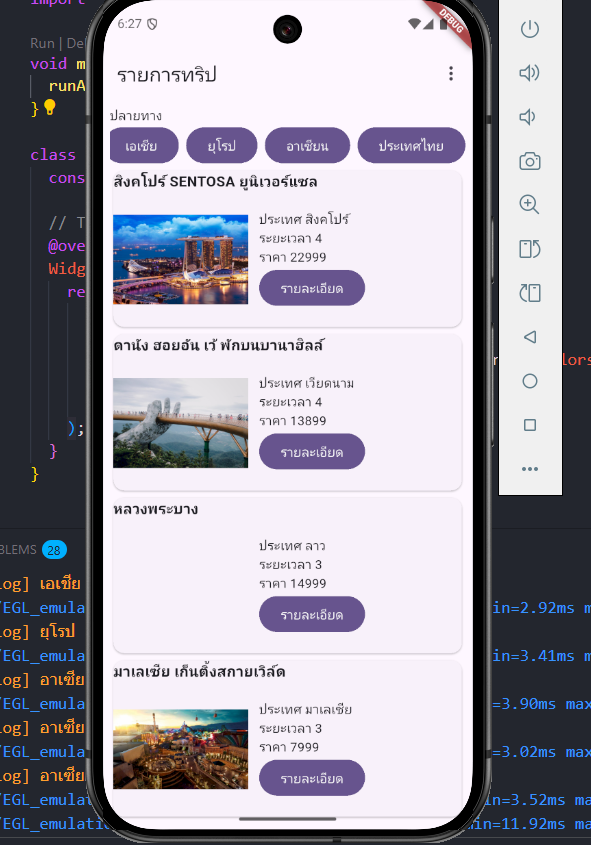 import
Run | De
void m
runA
}
class
cons
// T
@ove
Widg
re
);
}
}
6:27
DEBUG
รายการทริป
ปลายทาง
เอเชีย
ยุโรป
อาเซียน
ประเทศไทย
สิงคโปร์ SENTOSA ยูนิเวอร์แซล
ประเทศ สิงคโปร์
ระยะเวลา 4
ราคา 22999
รายละเอียด
ดานัง ฮอยอัน เว้ พักบนบานาฮิลล์
ประเทศ เวียดนาม
ระยะเวลา 4
ราคา 13899
รายละเอียด
หลวงพระบาง
ประเทศ ลาว
ระยะเวลา 3
ราคา 14999
รายละเอียด
มาเลเซีย เก็นติ้งสกายเวิล์ด
ประเทศ มาเลเซีย
ระยะเวลา 3
ราคา 7999
รายละเอียด
lors
BLEMS 28
og] เอเชีย
/EGL_emula in=2.92ms m
og] ยุโรป
/EGL_emula in=3.41ms m
og] อาเซีย
/EGL_emula =3.90ms max
og] อาเซีย
/EGL_emula =3.02ms ma
og] อาเซีย
/EGL_emulat in=3.52ms ma
/EGL_emulatio min=11.92ms m